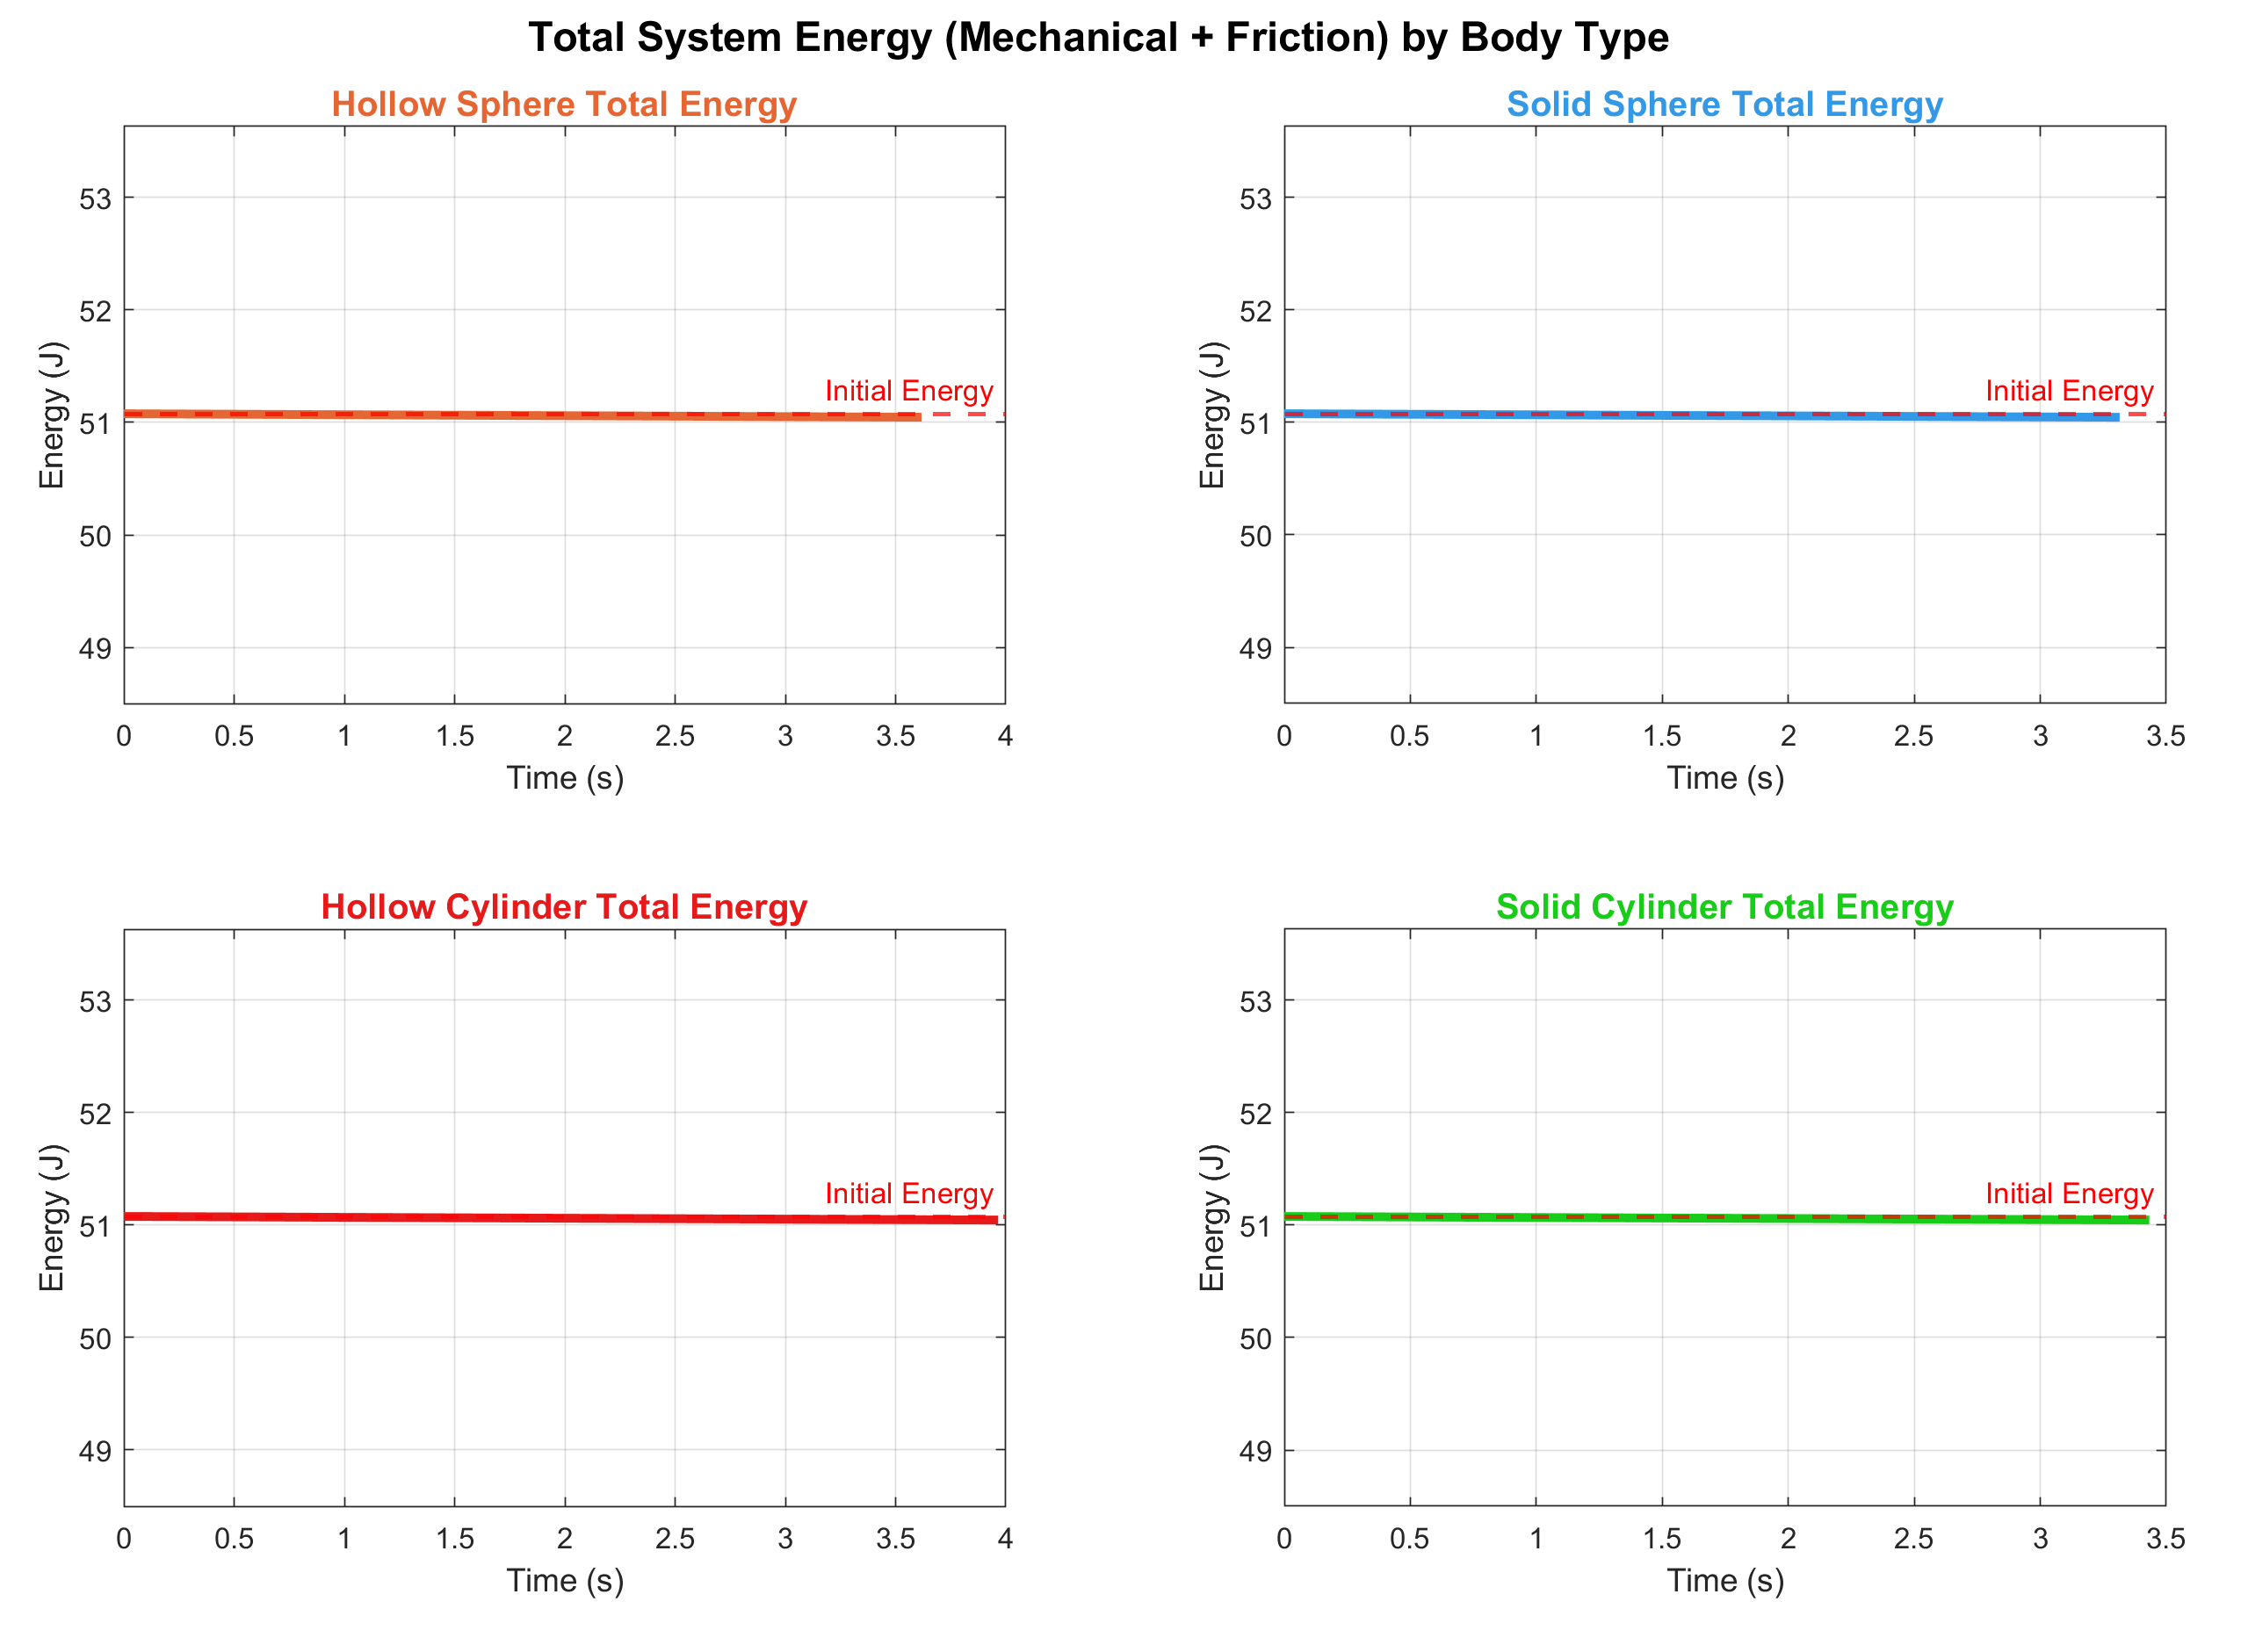 Total System Energy (Mechanical + Friction) by Body Type
Hollow Sphere Total Energy
53
52
51
50
49
Energy (J)
Initial Energy
0 0.5 1 1.5 2 2.5 3 3.5 4
Time (s)
Solid Sphere Total Energy
53
52
51
50
49
Energy (J)
Initial Energy
0 0.5 1 1.5 2 2.5 3 3.5
Time (s)
Hollow Cylinder Total Energy
53
52
51
50
49
Energy (J)
Initial Energy
0 0.5 1 1.5 2 2.5 3 3.5 4
Time (s)
Solid Cylinder Total Energy
53
52
51
50
49
Energy (J)
Initial Energy
0 0.5 1 1.5 2 2.5 3 3.5
Time (s)